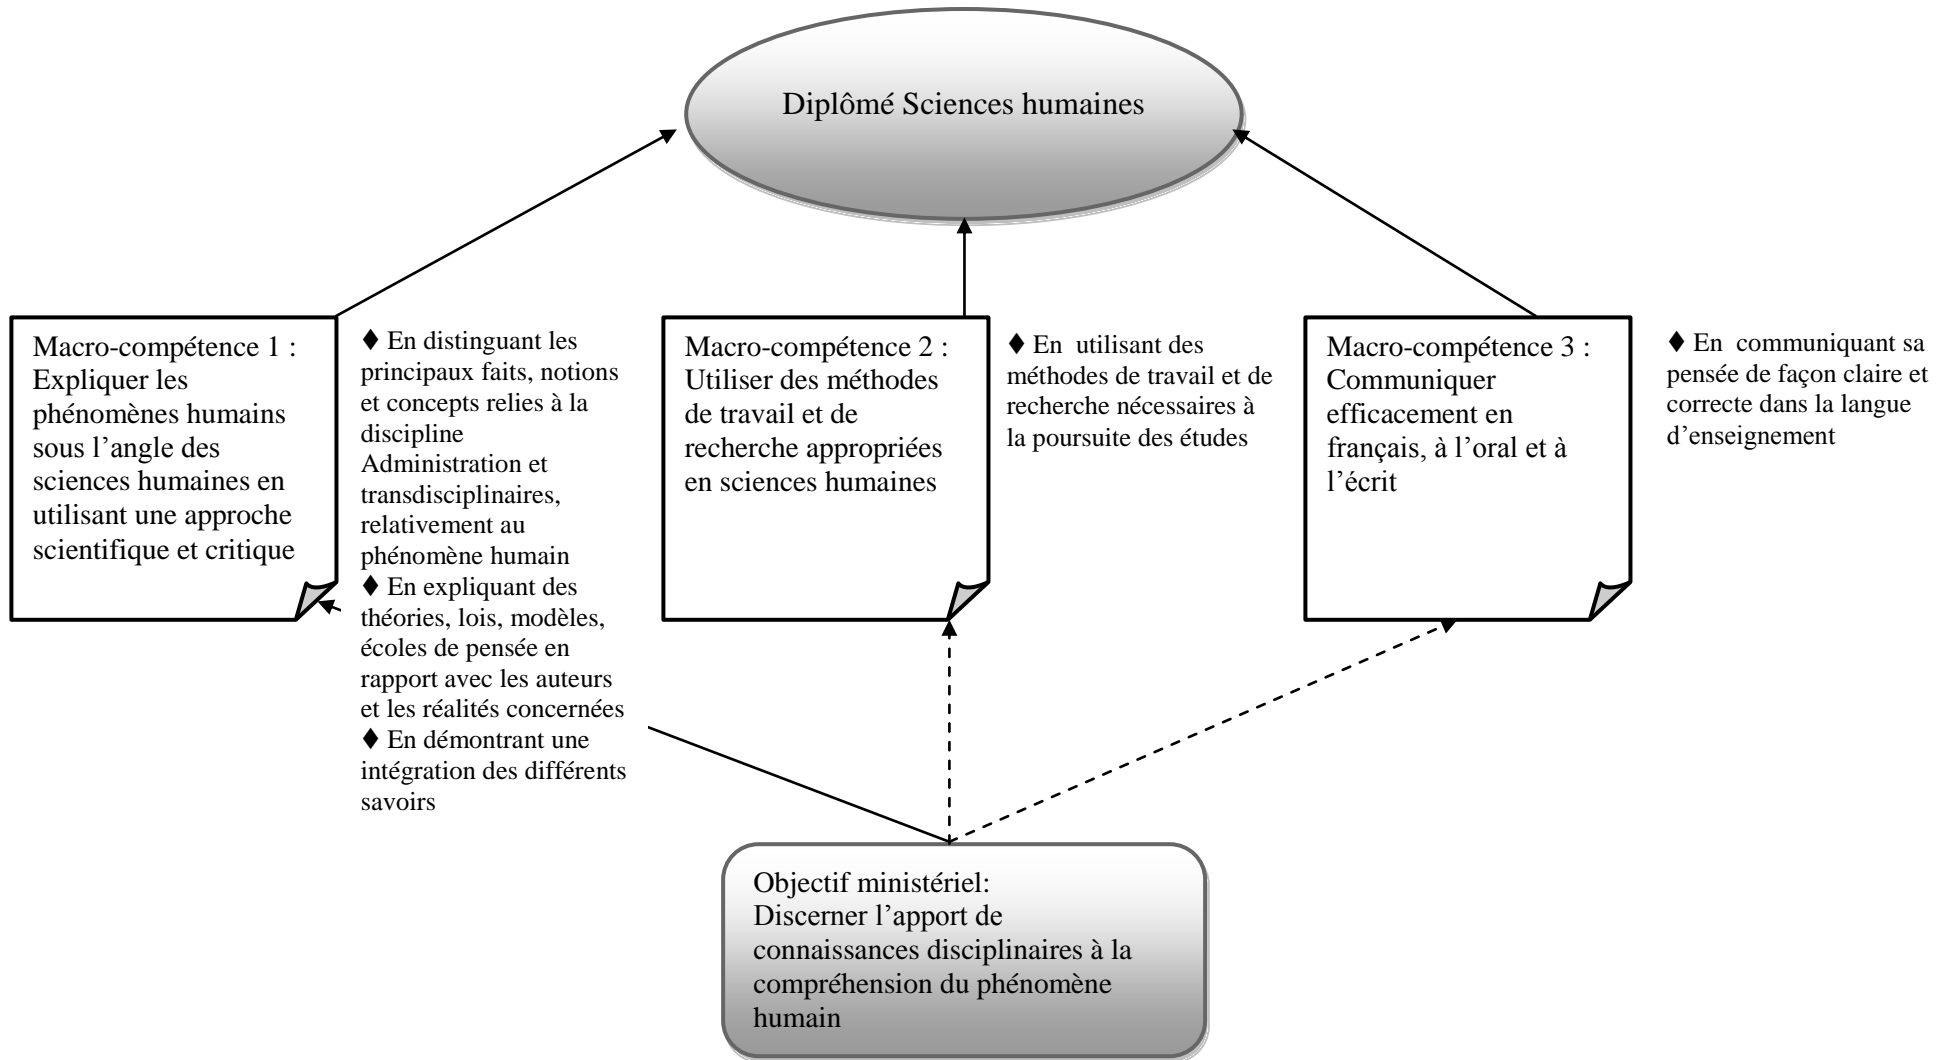 Diplômé Sciences humaines
Macro-compétence 1 :
Expliquer les
phénomènes humains
sous l’angle des
sciences humaines en
utilisant une approche
scientifique et critique
♦ En distinguant les
principaux faits, notions
et concepts relies à la
discipline
Administration et
transdisciplinaires,
relativement au
phénomène humain
♦ En expliquant des
théories, lois, modèles,
écoles de pensée en
rapport avec les auteurs
et les réalités concernées
♦ En démontrant une
intégration des différents
savoirs
Macro-compétence 2 :
Utiliser des méthodes
de travail et de
recherche appropriées
en sciences humaines
♦ En utilisant des
méthodes de travail et de
recherche nécessaires à
la poursuite des études
Macro-compétence 3 :
Communiquer
efficacement en
français, à l’oral et à
l’écrit
♦ En communiquant sa
pensée de façon claire et
correcte dans la langue
d’enseignement
Objectif ministériel:
Discerner l’apport de
connaissances disciplinaires à la
compréhension du phénomène
humain